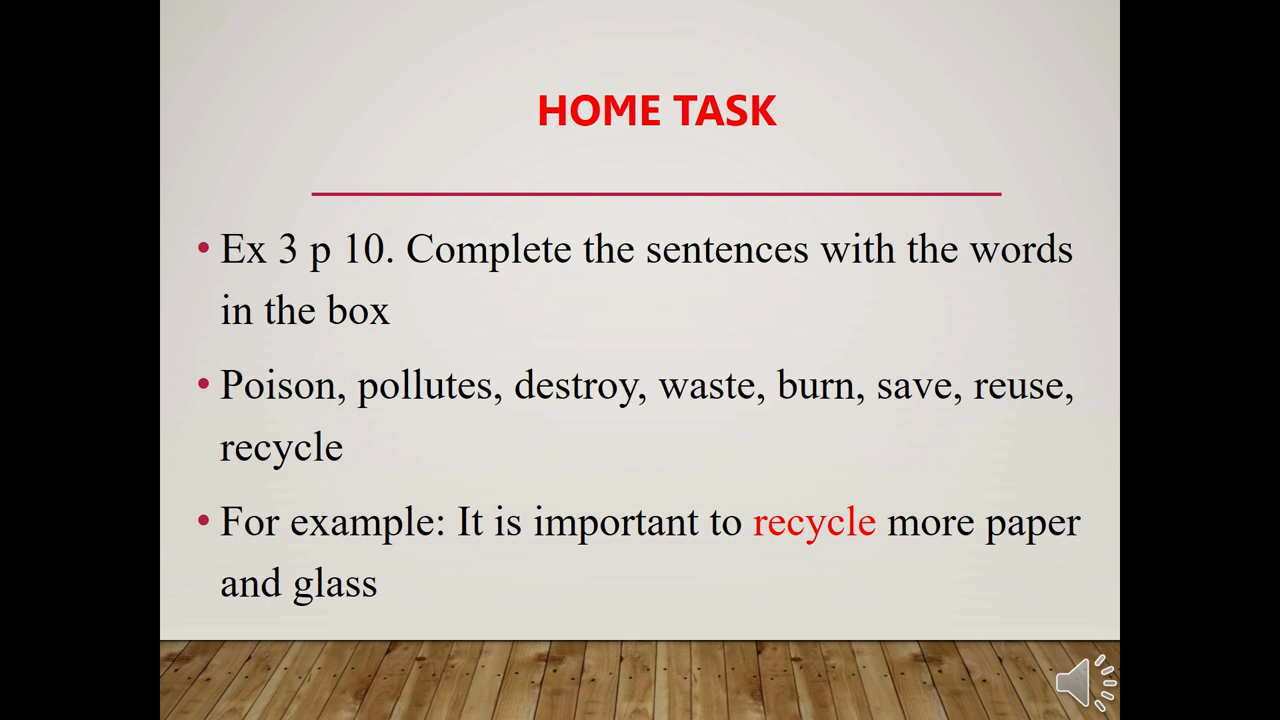 HOME TASK
• Ex 3 p 10. Complete the sentences with the words
in the box
• Poison, pollutes, destroy, waste, burn, save, reuse,
recycle
• For example: It is important to recycle more paper
and glass